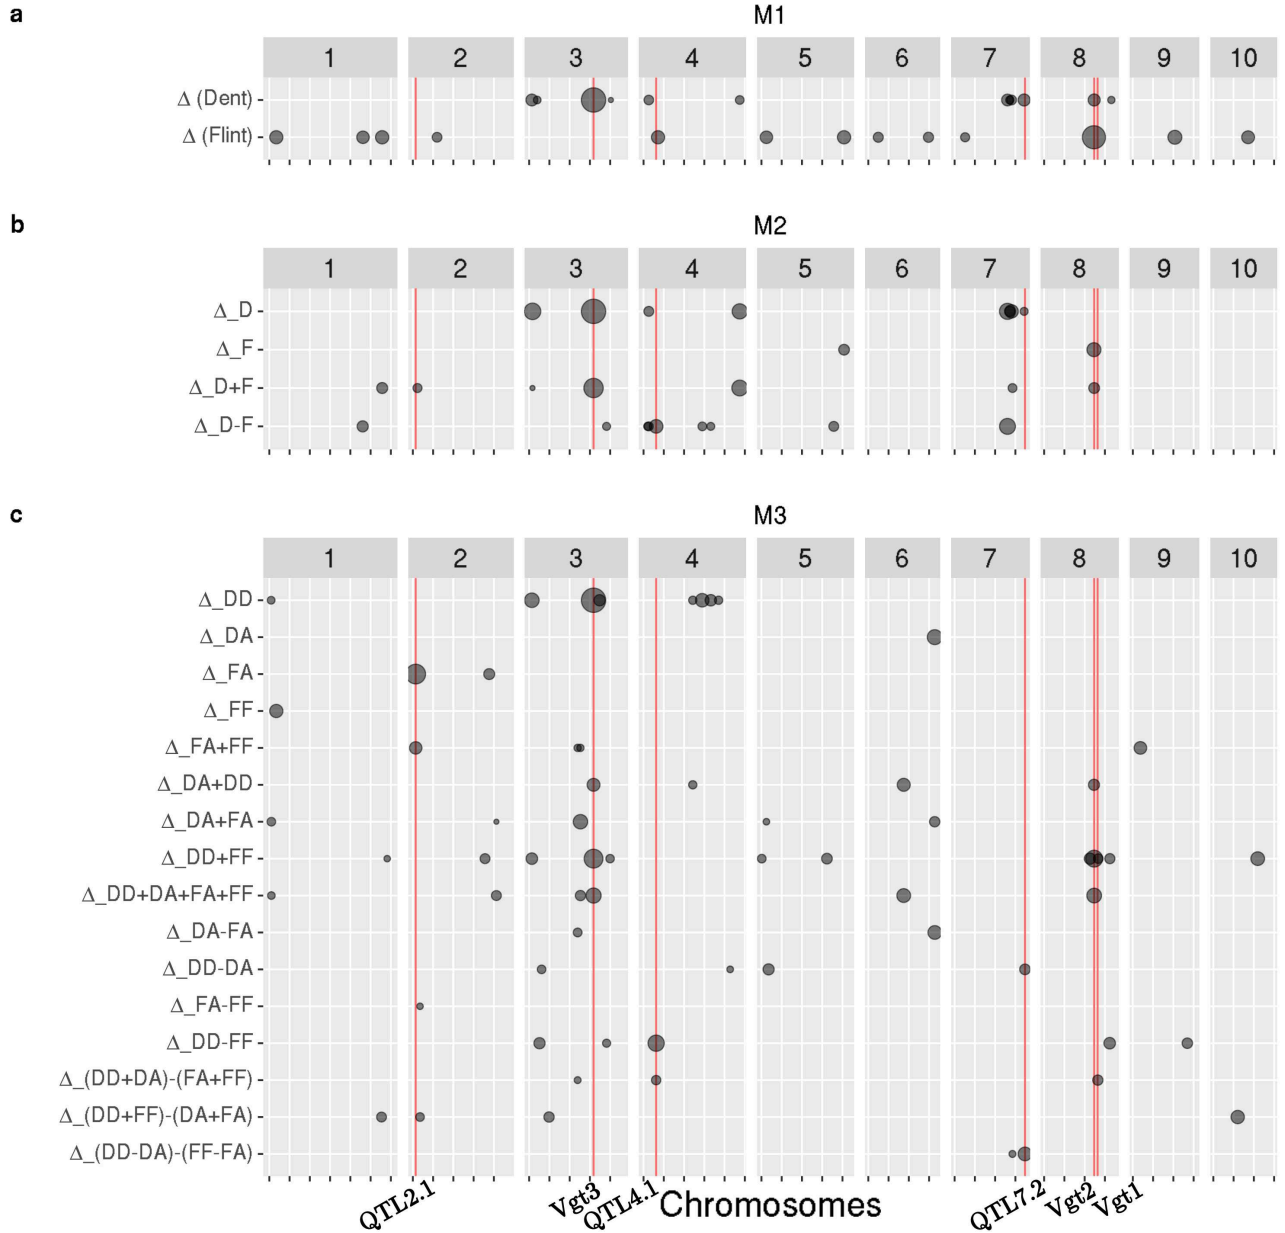 a
M1
1 2 3 4 5 6 7 8 9 10
Δ (Dent)
Δ (Flint)
b
M2
1 2 3 4 5 6 7 8 9 10
Δ_D
Δ_F
Δ_D+F
Δ_D-F
c
M3
1 2 3 4 5 6 7 8 9 10
Δ_DD
Δ_DA
Δ_FA
Δ_FF
Δ_FA+FF
Δ_DA+DD
Δ_DA+FA
Δ_DD+FF
Δ_DD+DA+FA+FF
Δ_DA-FA
Δ_DD-DA
Δ_FA-FF
Δ_DD-FF
Δ_(DD+DA)-(FA+FF)
Δ_(DD+FF)-(DA+FA)
Δ_(DD-DA)-(FF-FA)
QTL2.1 Vgt3 QTL4.1 Chromosomes QTL7.2 Vgt2 Vgt1